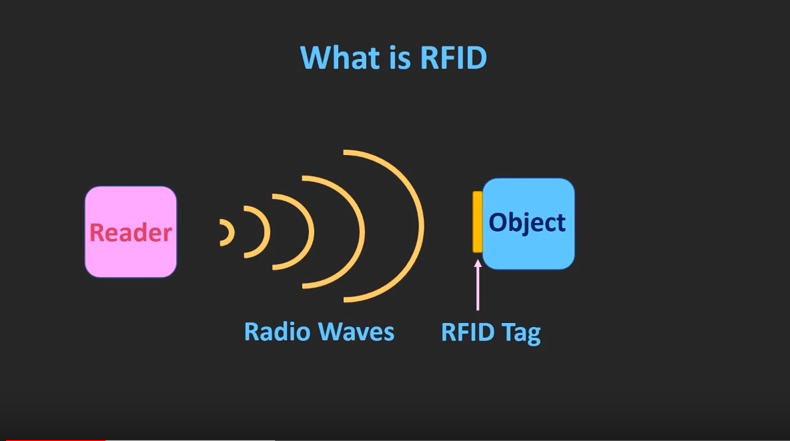 What is RFID
Reader
Object
Radio Waves
RFID Tag